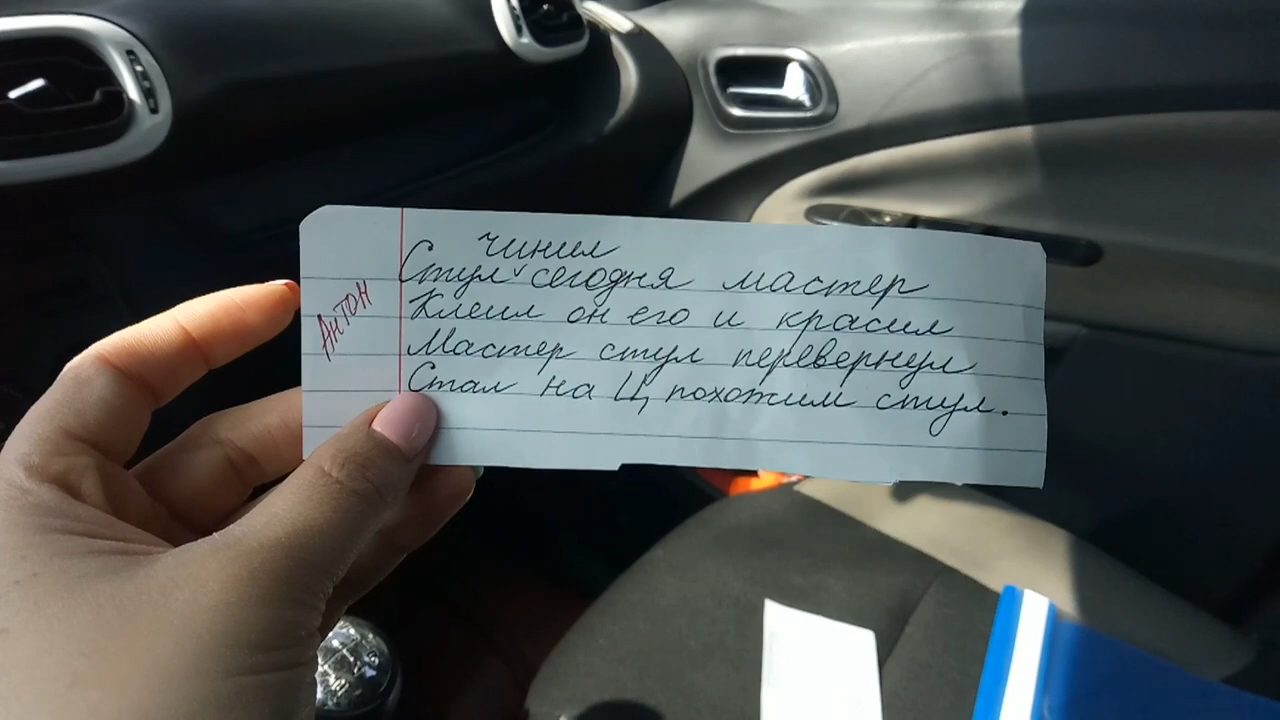 чинил
Стул ✓ сегодня мастер
Клеил он его и красил
Мастер стул перевернул
Стал на Ц похожим стул.
Антон